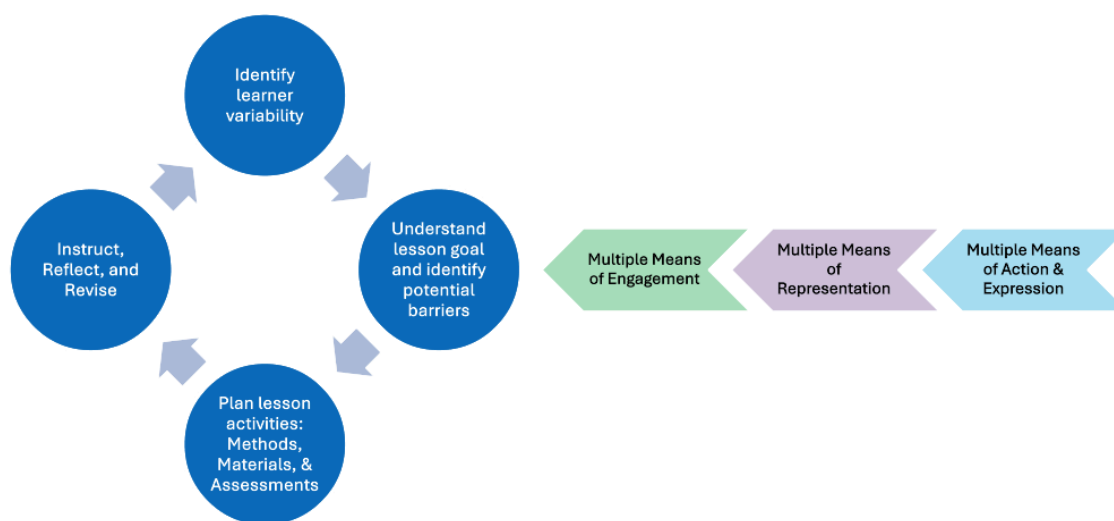 Identify
learner
variability
Understand
lesson goal
and identify
potential
barriers
Plan lesson
activities:
Methods,
Materials, &
Assessments
Instruct,
Reflect, and
Revise
Multiple Means
of Engagement
Multiple Means
of
Representation
Multiple Means
of Action &
Expression